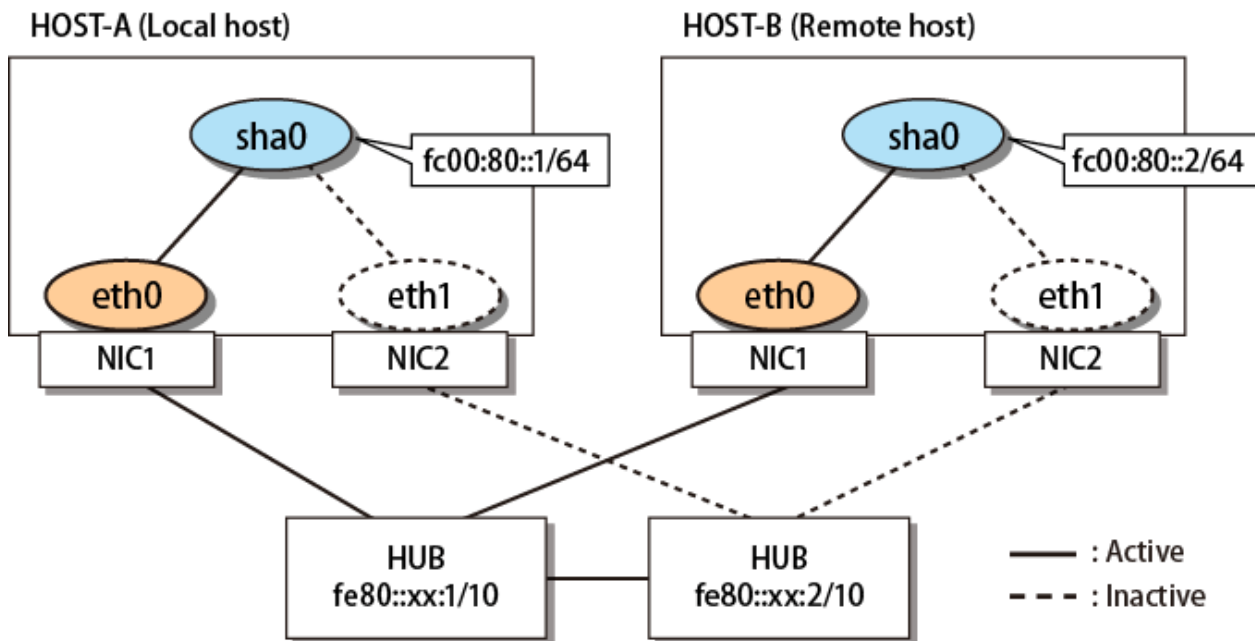 HOST-A (Local host)
HOST-B (Remote host)
sha0
fc00:80::1/64
sha0
fc00:80::2/64
eth0
eth1
eth0
eth1
NIC1
NIC2
NIC1
NIC2
HUB
fe80::xx:1/10
HUB
fe80::xx:2/10
: Active
: Inactive